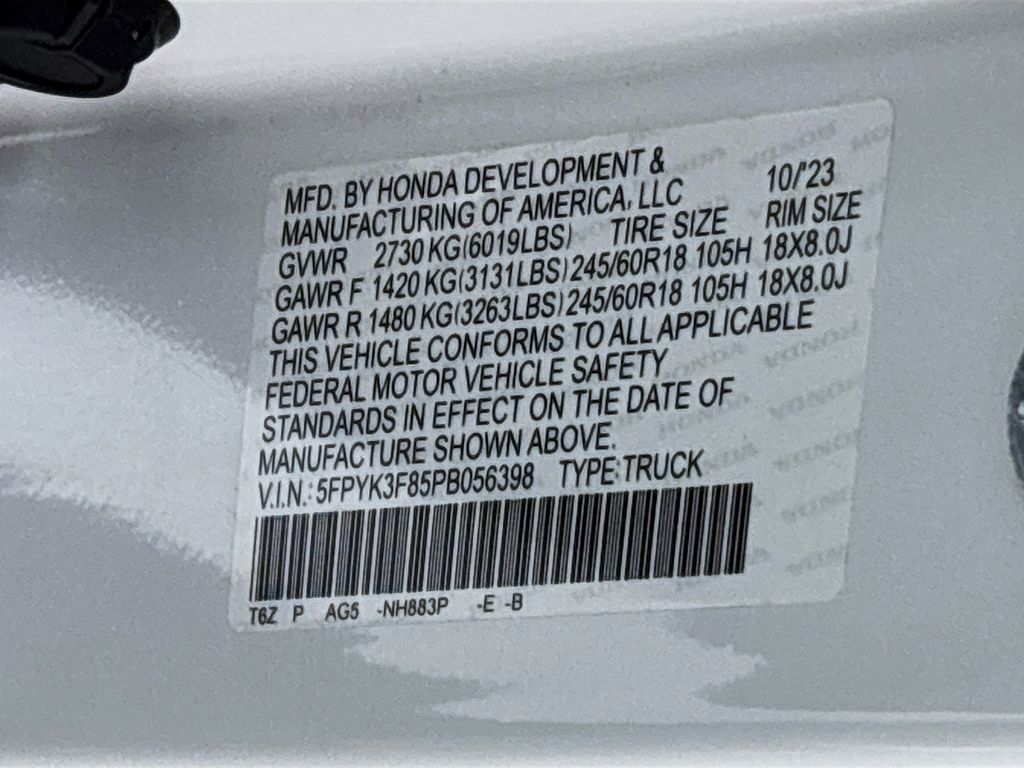 MFD. BY HONDA DEVELOPMENT &
MANUFACTURING OF AMERICA, LLC 10/'23
GVWR 2730 KG(6019LBS) TIRE SIZE RIM SIZE
GAWR F 1420 KG(3131LBS) 245/60R18 105H 18X8.0J
GAWR R 1480 KG(3263LBS) 245/60R18 105H 18X8.0J
THIS VEHICLE CONFORMS TO ALL APPLICABLE
FEDERAL MOTOR VEHICLE SAFETY
STANDARDS IN EFFECT ON THE DATE OF
MANUFACTURE SHOWN ABOVE.
V.I.N.: 5FPYK3F85PB056398 TYPE: TRUCK
T6Z P AG5 -NH883P -E -B